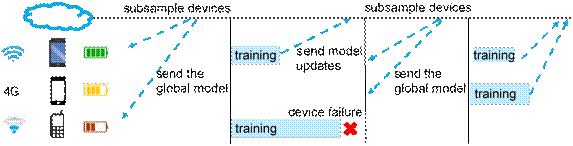 subsample devices
subsample devices
training
send model
updates
send the
global model
training
send the
global model
4G
training
device failure
training